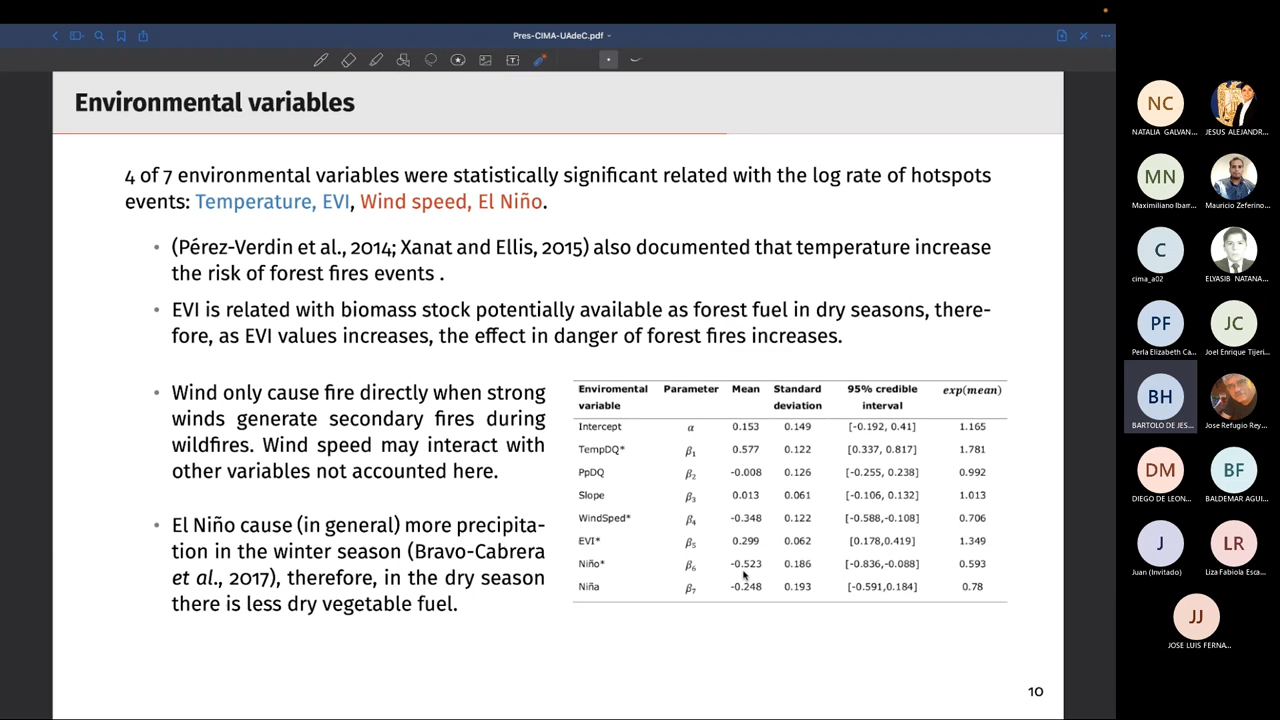 Pres-CIMA-UAdeC.pdf
Environmental variables
4 of 7 environmental variables were statistically significant related with the log rate of hotspots
events: Temperature, EVI, Wind speed, El Niño.
• (Pérez-Verdin et al., 2014; Xanat and Ellis, 2015) also documented that temperature increase
the risk of forest fires events .
• EVI is related with biomass stock potentially available as forest fuel in dry seasons, there-
fore, as EVI values increases, the effect in danger of forest fires increases.
• Wind only cause fire directly when strong
winds generate secondary fires during
wildfires. Wind speed may interact with
other variables not accounted here.
• El Niño cause (in general) more precipita-
tion in the winter season (Bravo-Cabrera
et al., 2017), therefore, in the dry season
there is less dry vegetable fuel.
Enviromental variable Parameter Mean Standard deviation 95% credible interval exp(mean)
Intercept α 0.153 0.149 [-0.192, 0.41] 1.165
TempDQ* β1 0.577 0.122 [0.337, 0.817] 1.781
PpDQ β2 -0.008 0.126 [-0.255, 0.238] 0.992
Slope β3 0.013 0.061 [-0.106, 0.132] 1.013
WindSped* β4 -0.348 0.122 [-0.588,-0.108] 0.706
EVI* β5 0.299 0.062 [0.178,0.419] 1.349
Niño* β6 -0.523 0.186 [-0.836,-0.088] 0.593
Niña β7 -0.248 0.193 [-0.591,0.184] 0.78
10
NC
NATALIA GALVAN...
JESUS ALEJANDR...
MN
Maximiliano Ibarr...
Mauricio Zeferino...
C
cima_a02
ELYASIB NATANA...
PF
Perla Elizabeth Ca...
JC
Joel Enrique Tijeri...
BH
BARTOLO DE JES...
Jose Refugio Rey...
DM
DIEGO DE LEON...
BF
BALDEMAR AGUI...
J
Juan (Invitado)
LR
Liza Fabiola Esca...
JJ
JOSE LUIS FERNA...